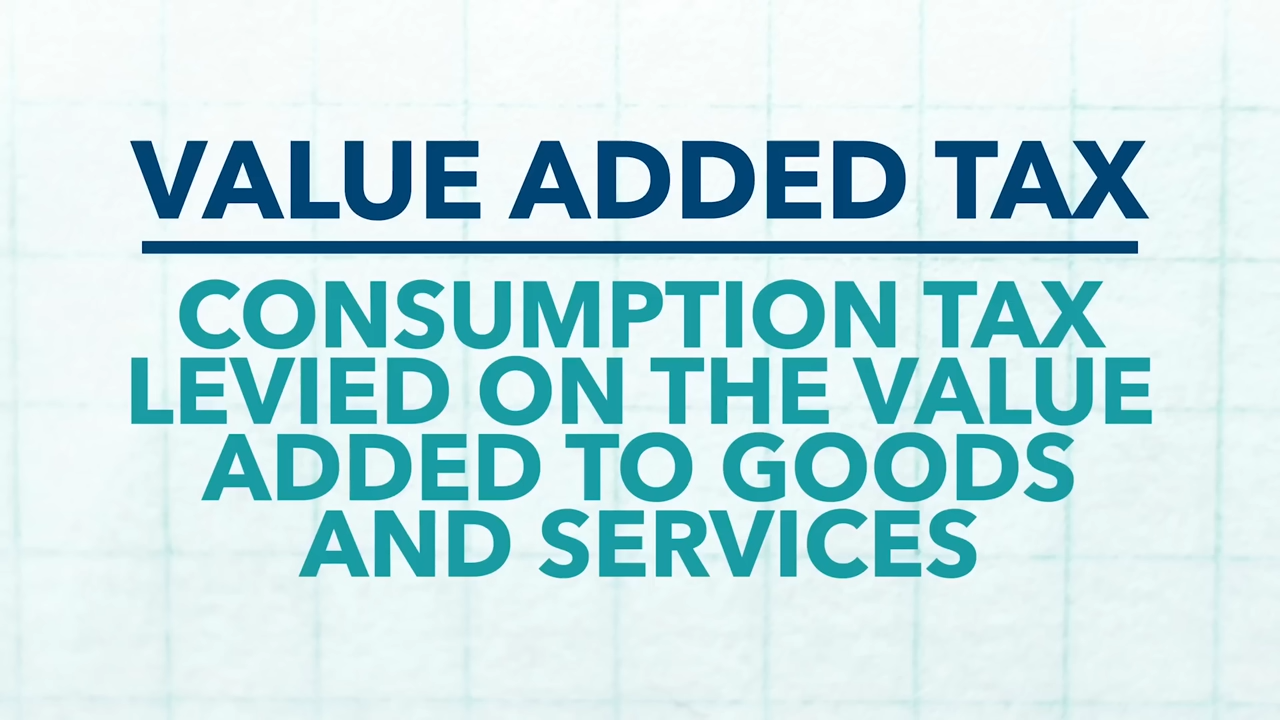 VALUE ADDED TAX
CONSUMPTION TAX
LEVIED ON THE VALUE
ADDED TO GOODS
AND SERVICES